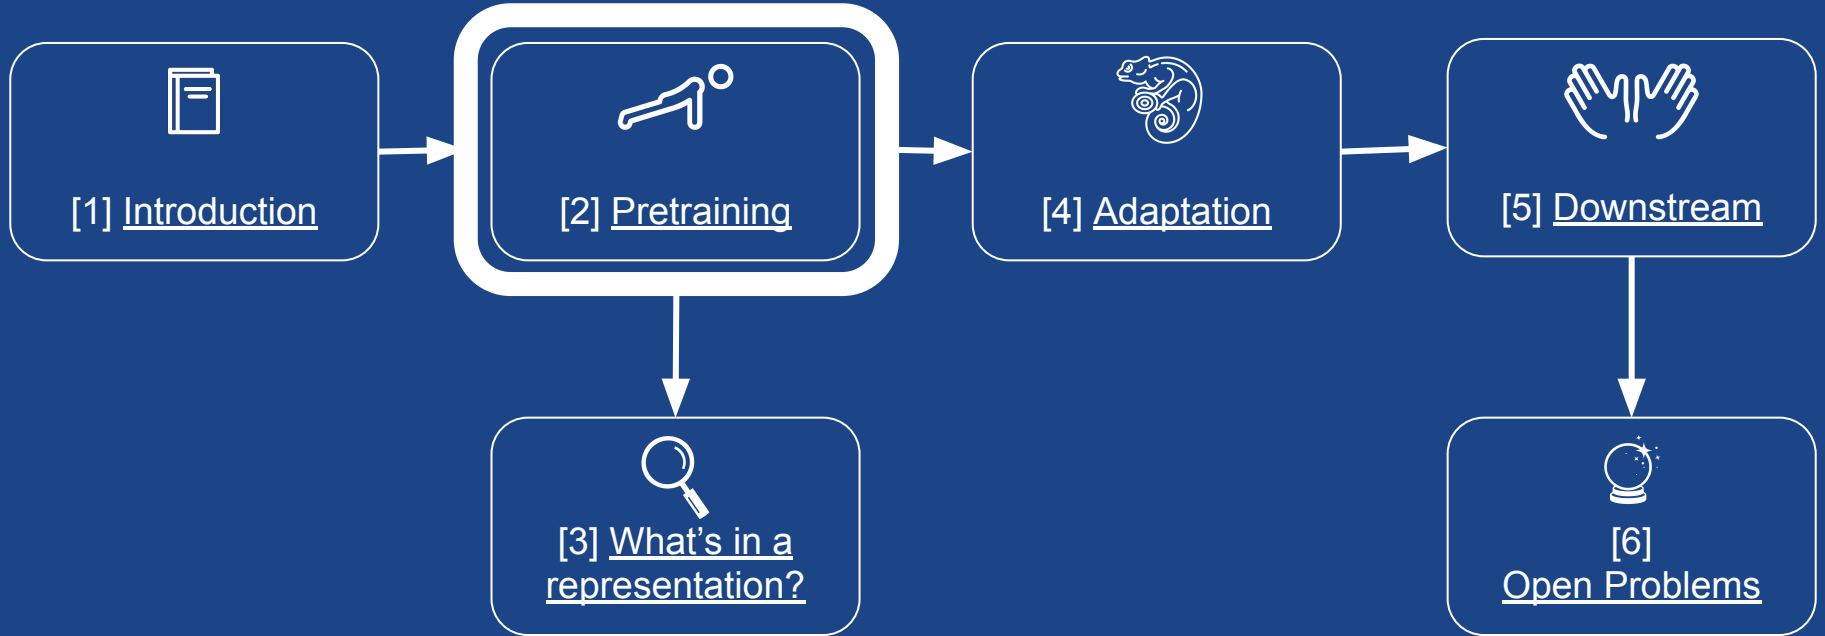 [1] Introduction
[2] Pretraining
[4] Adaptation
[5] Downstream
[3] What’s in a
representation?
[6]
Open Problems